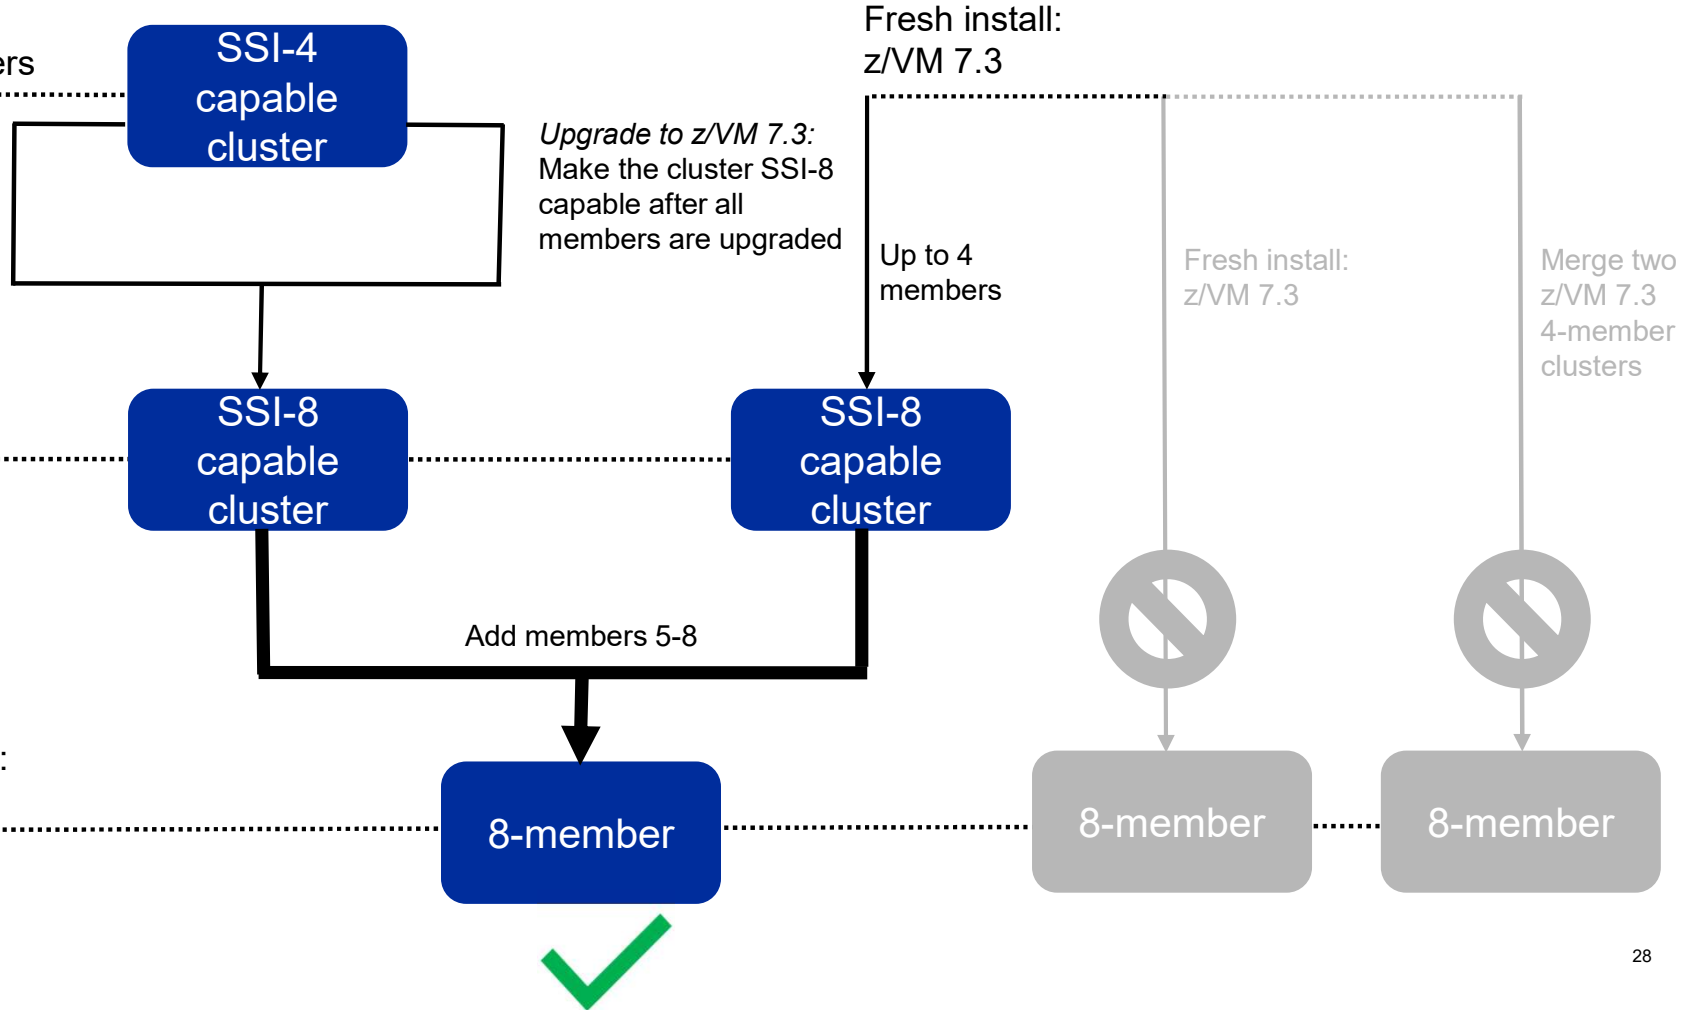 Fresh install:
z/VM 7.3
SSI-4
capable
cluster
Upgrade to z/VM 7.3:
Make the cluster SSI-8
capable after all
members are upgraded
Up to 4
members
Fresh install:
z/VM 7.3
Merge two
z/VM 7.3
4-member
clusters
SSI-8
capable
cluster
SSI-8
capable
cluster
Add members 5-8
:
8-member
8-member
8-member
28